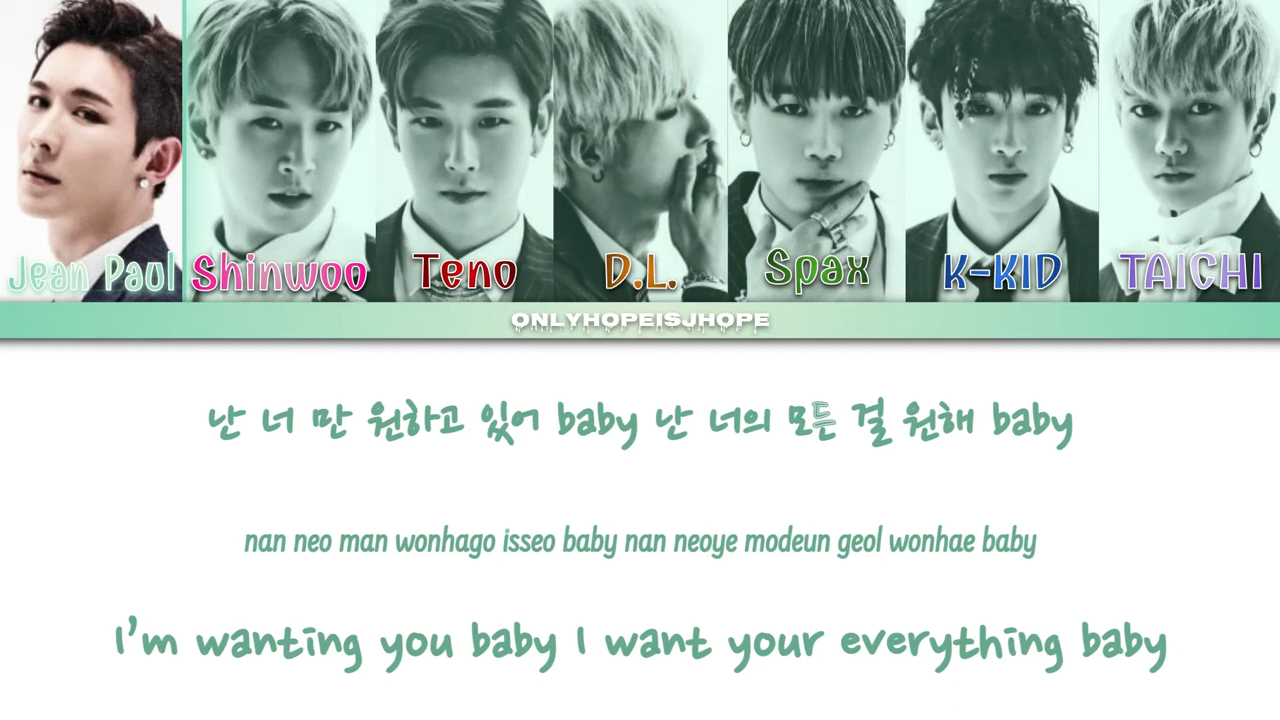 Jean Paul Shinwoo Teno D.L. Spax K-KID TAICHI
ONLYHOPEISJHOPE
난 너 만 원하고 있어 baby 난 너의 모든 걸 원해 baby
nan neo man wonhago isseo baby nan neoye modeun geol wonhae baby
I'm wanting you baby I want your everything baby